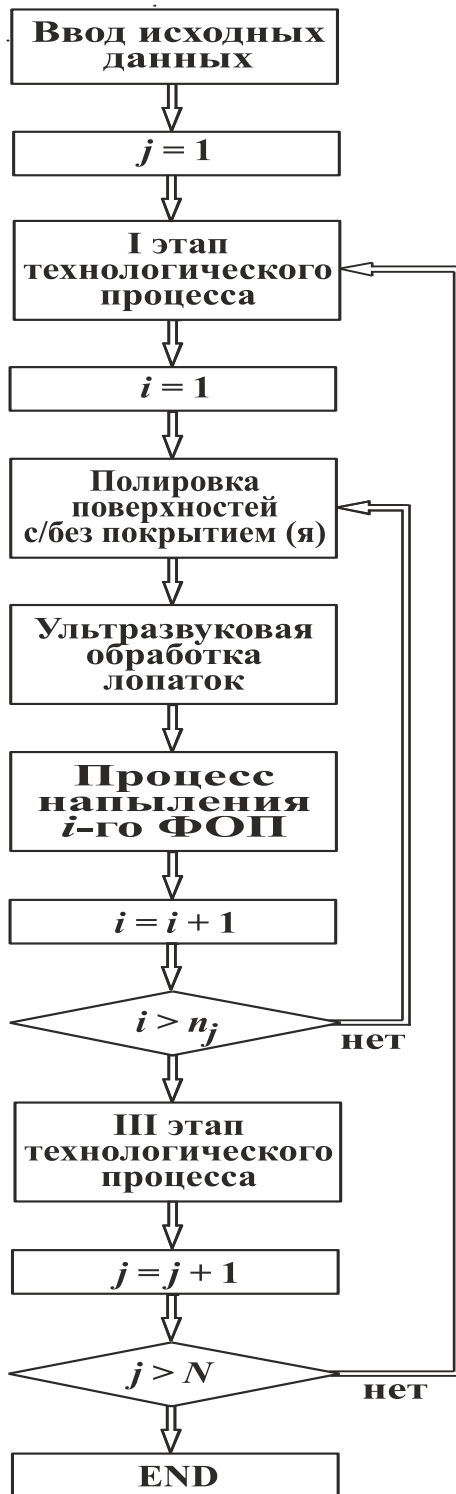 Ввод исходных
данных
j = 1
I этап
технологического
процесса
i = 1
Полировка
поверхностей
с/без покрытием (я)
Ультразвуковая
обработка
лопаток
Процесс
напыления
i-го ФОП
i = i + 1
i > nj
нет
III этап
технологического
процесса
j = j + 1
j > N
нет
END